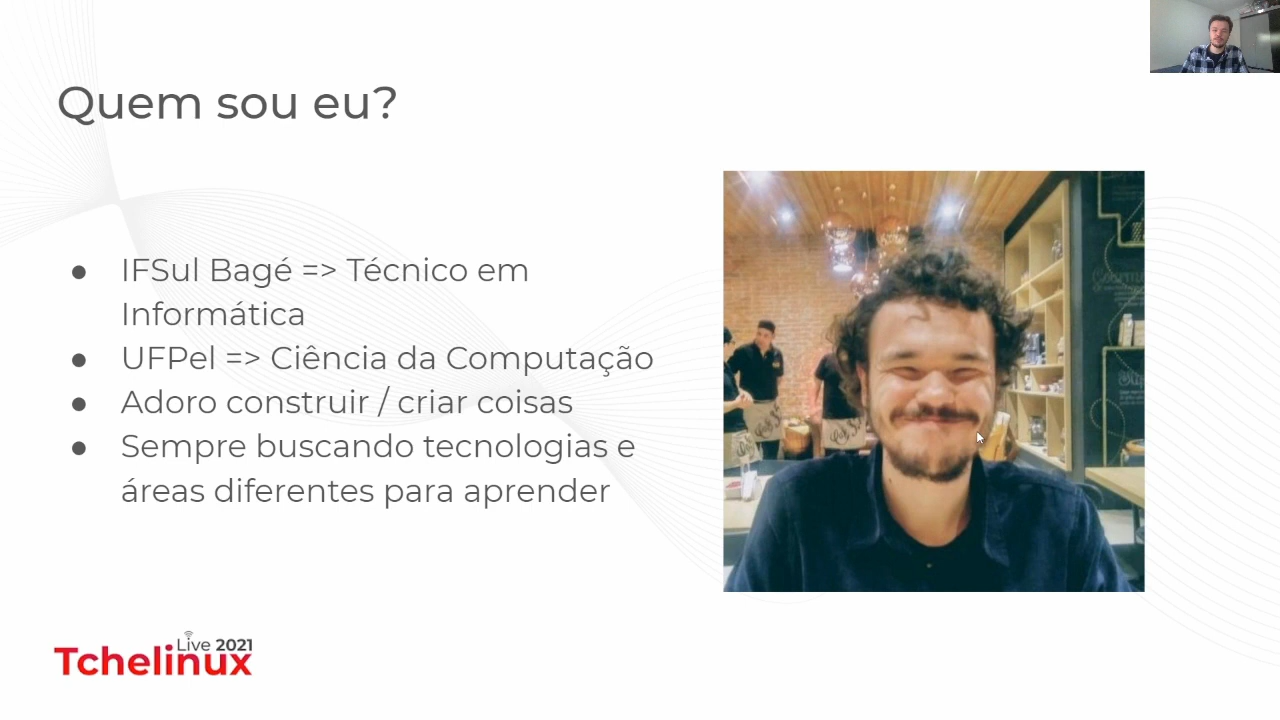 Quem sou eu?
● IFSul Bagé => Técnico em
Informática
● UFPel => Ciência da Computação
● Adoro construir / criar coisas
● Sempre buscando tecnologias e
áreas diferentes para aprender
Live 2021
Tchelinux